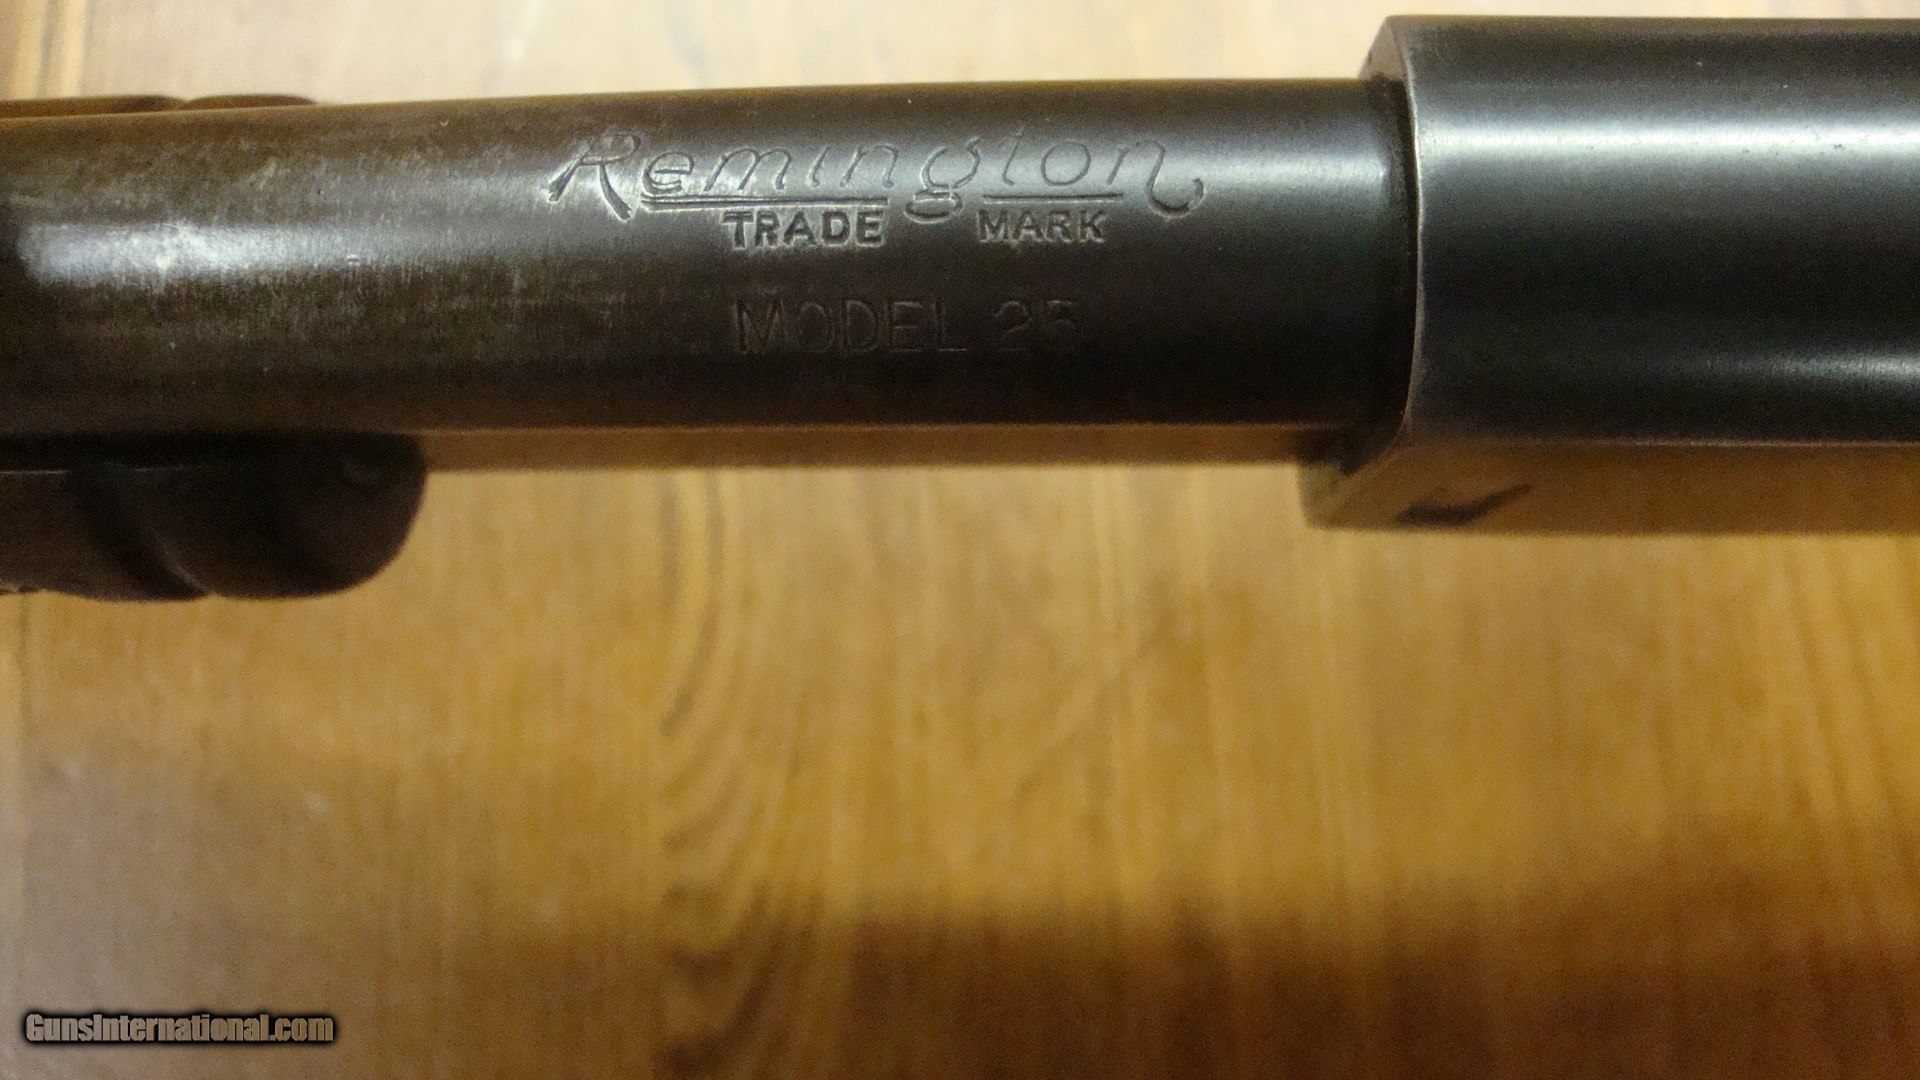 Remington
TRADE MARK
MODEL 25
GunsInternational.com